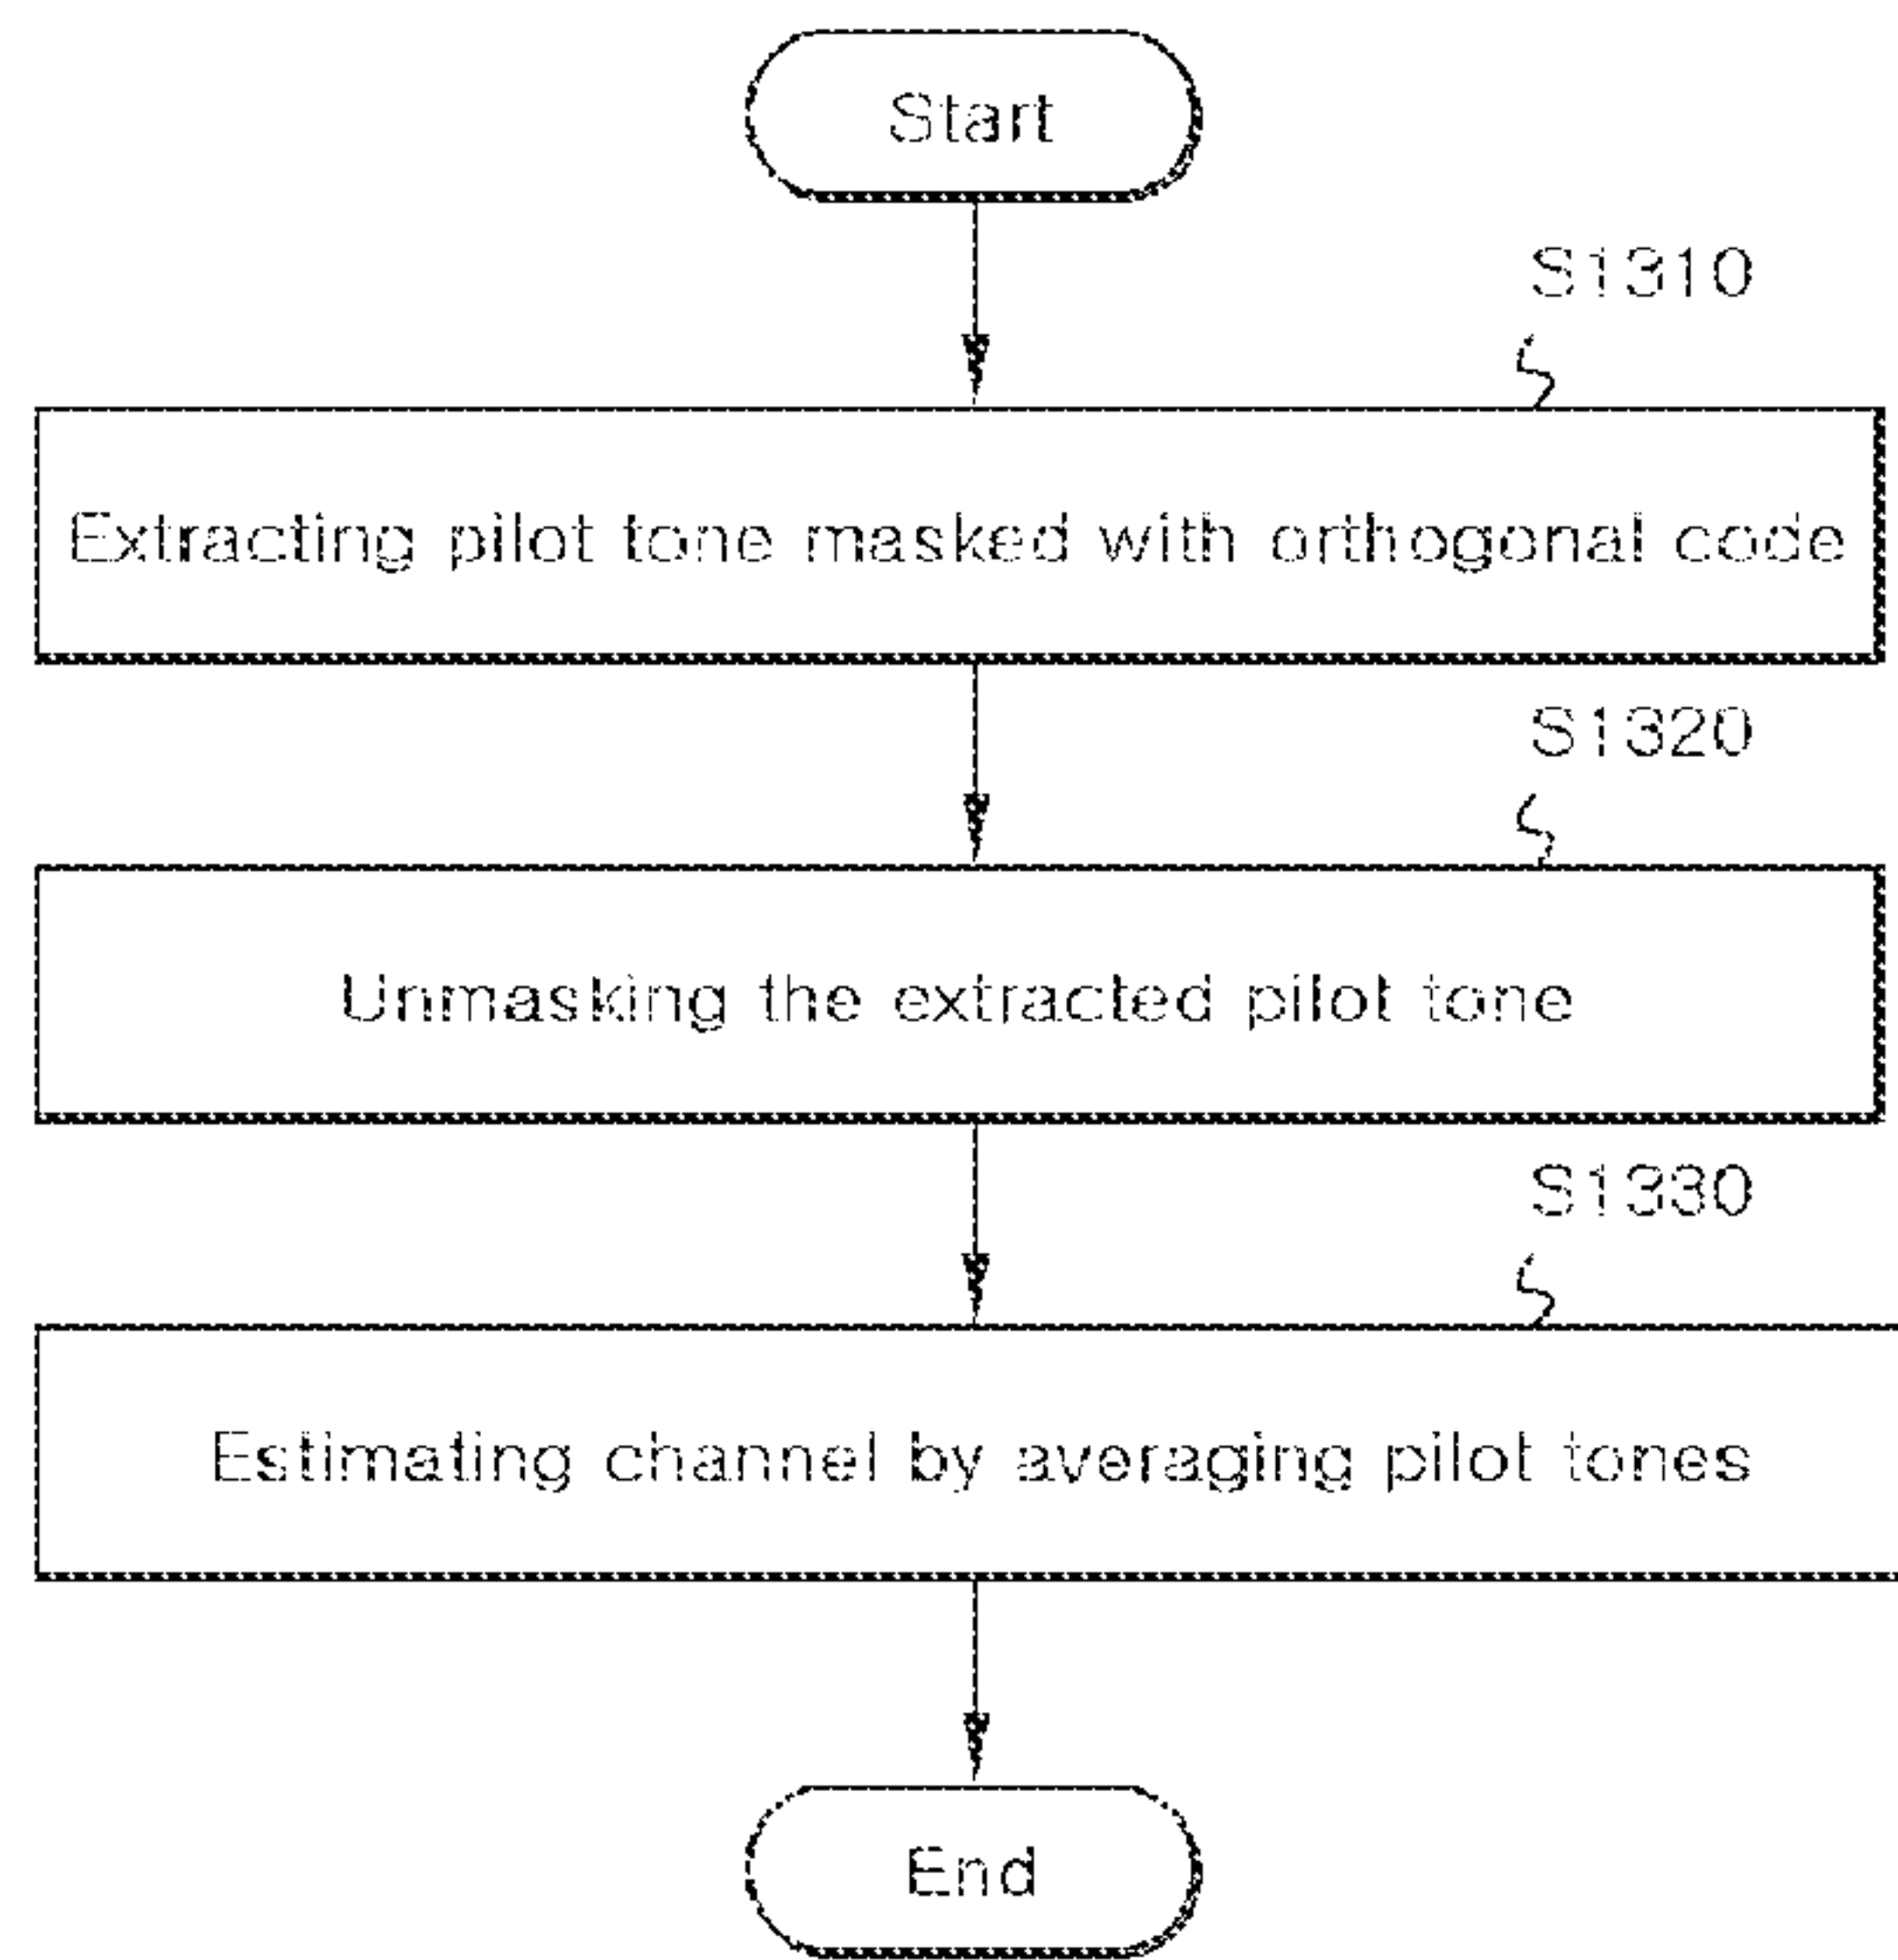 Start
S1310
Extracting pilot tone masked with orthogonal code
S1320
Unmasking the extracted pilot tone
S1330
Estimating channel by averaging pilot tones
End